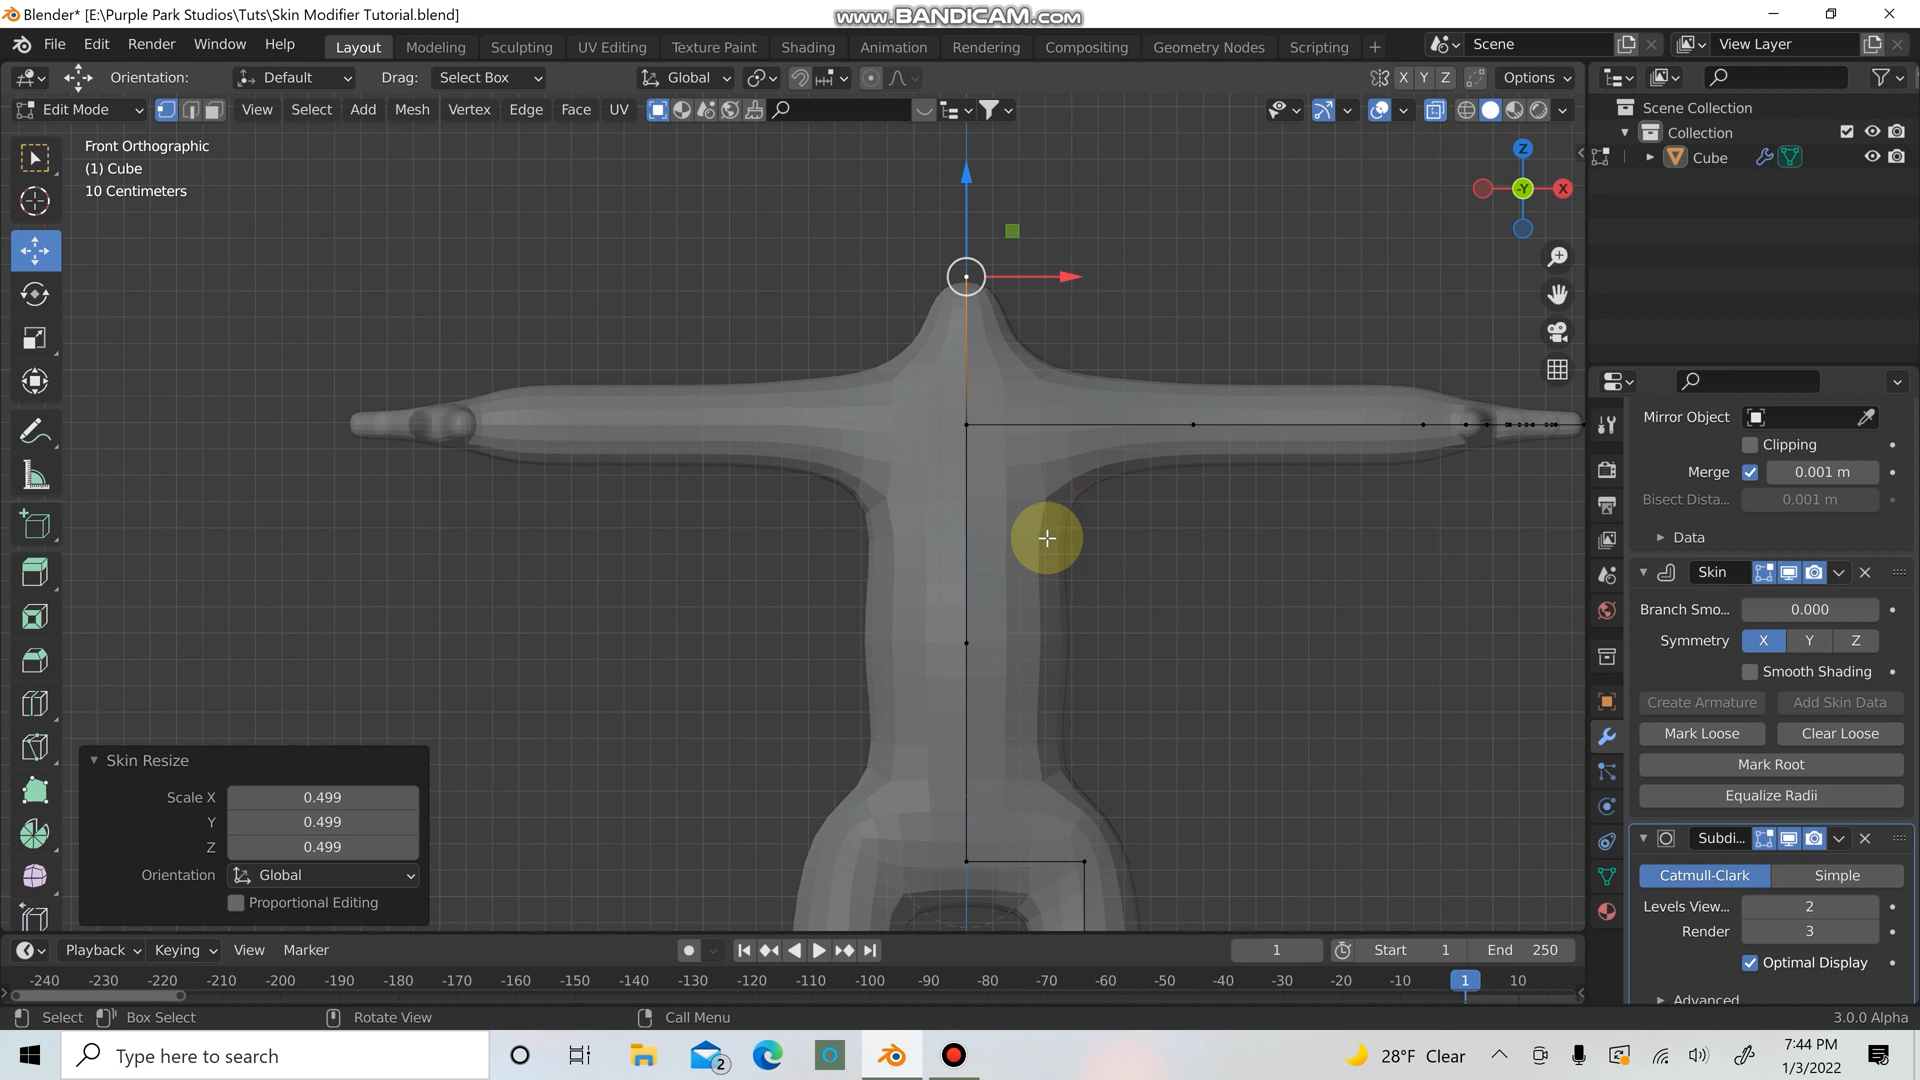 Blender* [E:\Purple Park Studios\Tuts\Skin Modifier Tutorial.blend]
www.BANDICAM.com
File Edit Render Window Help
Layout Modeling Sculpting UV Editing Texture Paint Shading Animation Rendering Compositing Geometry Nodes Scripting +
Scene
View Layer
Orientation: Default Drag: Select Box Global X Y Z Options
Edit Mode View Select Add Mesh Vertex Edge Face UV
Front Orthographic
(1) Cube
10 Centimeters
Z
-Y
X
Scene Collection
Collection
Cube
Mirror Object
Clipping
Merge 0.001 m
Bisect Dista... 0.001 m
Data
Skin
Branch Smo... 0.000
Symmetry X Y Z
Smooth Shading
Create Armature Add Skin Data
Mark Loose Clear Loose
Mark Root
Equalize Radii
Subdi...
Catmull-Clark Simple
Levels View... 2
Render 3
Optimal Display
Advanced
Skin Resize
Scale X 0.499
Y 0.499
Z 0.499
Orientation Global
Proportional Editing
Playback Keying View Marker 1 Start 1 End 250
-240 -230 -220 -210 -200 -190 -180 -170 -160 -150 -140 -130 -120 -110 -100 -90 -80 -70 -60 -50 -40 -30 -20 -10 1 10
Select Box Select Rotate View Call Menu 3.0.0 Alpha
Type here to search
2
28°F Clear
7:44 PM
1/3/2022